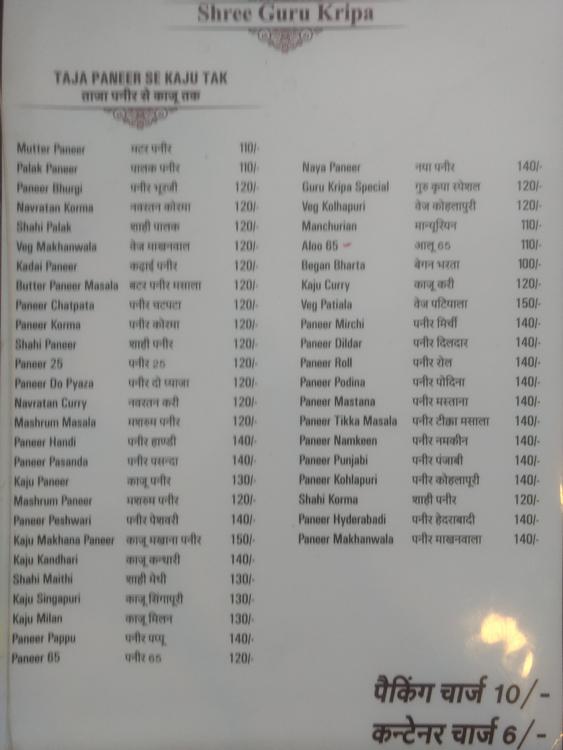 Shree Guru Kripa
TAJA PANEER SE KAJU TAK
ताजा पनीर से काजू तक
Mutter Paneer मटर पनीर 110/-
Palak Paneer पालक पनीर 110/-
Paneer Bhurgi पनीर भूरजी 120/-
Navratan Korma नवरतन कोरमा 120/-
Shahi Palak शाही पालक 120/-
Veg Makhanwala वेज माखनवाल 120/-
Kadai Paneer कढ़ाई पनीर 120/-
Butter Paneer Masala बटर पनीर मसाला 120/-
Paneer Chatpata पनीर चटपटा 120/-
Paneer Korma पनीर कोरमा 120/-
Shahi Paneer शाही पनीर 120/-
Paneer 25 पनीर 25 120/-
Paneer Do Pyaza पनीर दो प्याजा 120/-
Navratan Curry नवरतन करी 120/-
Mashrum Masala मशरुम पनीर 120/-
Paneer Handi पनीर हाण्डी 140/-
Paneer Pasanda पनीर पसन्दा 140/-
Kaju Paneer काजू पनीर 130/-
Mashrum Paneer मशरुम पनीर 120/-
Paneer Peshwari पनीर पेशवरी 140/-
Kaju Makhana Paneer काजू मखाना पनीर 150/-
Kaju Kandhari काजू कन्धारी 140/-
Shahi Maithi शाही मेथी 130/-
Kaju Singapuri काजू सिंगापूरी 130/-
Kaju Milan काजू मिलन 130/-
Paneer Pappu पनीर पप्पू 140/-
Paneer 65 पनीर 65 120/-
Naya Paneer नया पनीर 140/-
Guru Kripa Special गुरु कृपा स्पेशल 120/-
Veg Kolhapuri वेज कोहलापुरी 120/-
Manchurian मान्चूरियन 110/-
Aloo 65 आलू 65 110/-
Began Bharta बेगन भरता 100/-
Kaju Curry काजू करी 120/-
Veg Patiala वेज पटियाला 150/-
Paneer Mirchi पनीर मिर्ची 140/-
Paneer Dildar पनीर दिलदार 140/-
Paneer Roll पनीर रोल 140/-
Paneer Podina पनीर पोदिना 140/-
Paneer Mastana पनीर मस्ताना 140/-
Paneer Tikka Masala पनीर टीक्का मसाला 140/-
Paneer Namkeen पनीर नमकीन 140/-
Paneer Punjabi पनीर पंजाबी 140/-
Paneer Kohlapuri पनीर कोहलापूरी 140/-
Shahi Korma शाही पनीर 120/-
Paneer Hyderabadi पनीर हेदराबादी 140/-
Paneer Makhanwala पनीर माखनवाला 140/-
पैकिंग चार्ज 10/-
कन्टेनर चार्ज 6/-